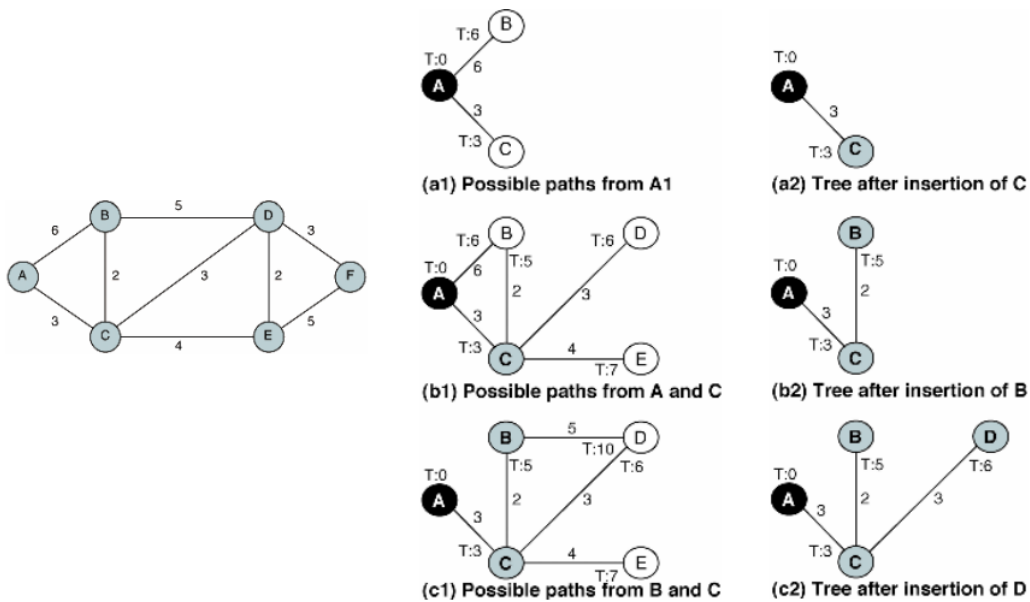 6
B
5
D
3
A
2
3
2
F
3
C
4
E
5
T:6
B
T:0
6
A
3
T:3
C
(a1) Possible paths from A1
T:0
A
3
T:3
C
(a2) Tree after insertion of C
T:6
B
T:6
D
T:0
6
T:5
A
2
3
3
T:3
C
4
T:7
E
(b1) Possible paths from A and C
B
T:0
T:5
A
3
2
T:3
C
(b2) Tree after insertion of B
B
5
D
T:10
T:0
T:5
T:6
A
3
2
3
T:3
C
4
T:7
E
(c1) Possible paths from B and C
B
D
T:0
T:5
T:6
A
3
2
3
T:3
C
(c2) Tree after insertion of D